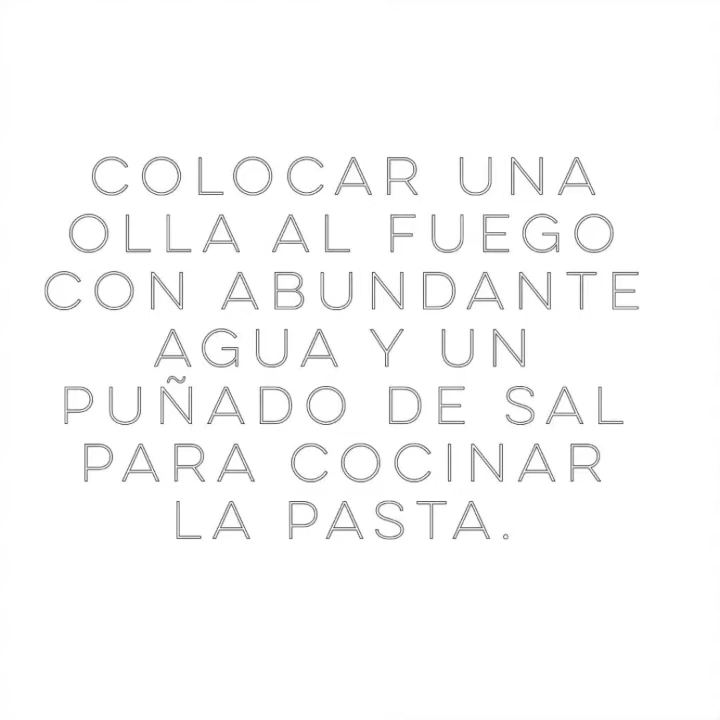 COLOCAR UNA
OLLA AL FUEGO
CON ABUNDANTE
AGUA Y UN
PUÑADO DE SAL
PARA COCINAR
LA PASTA.